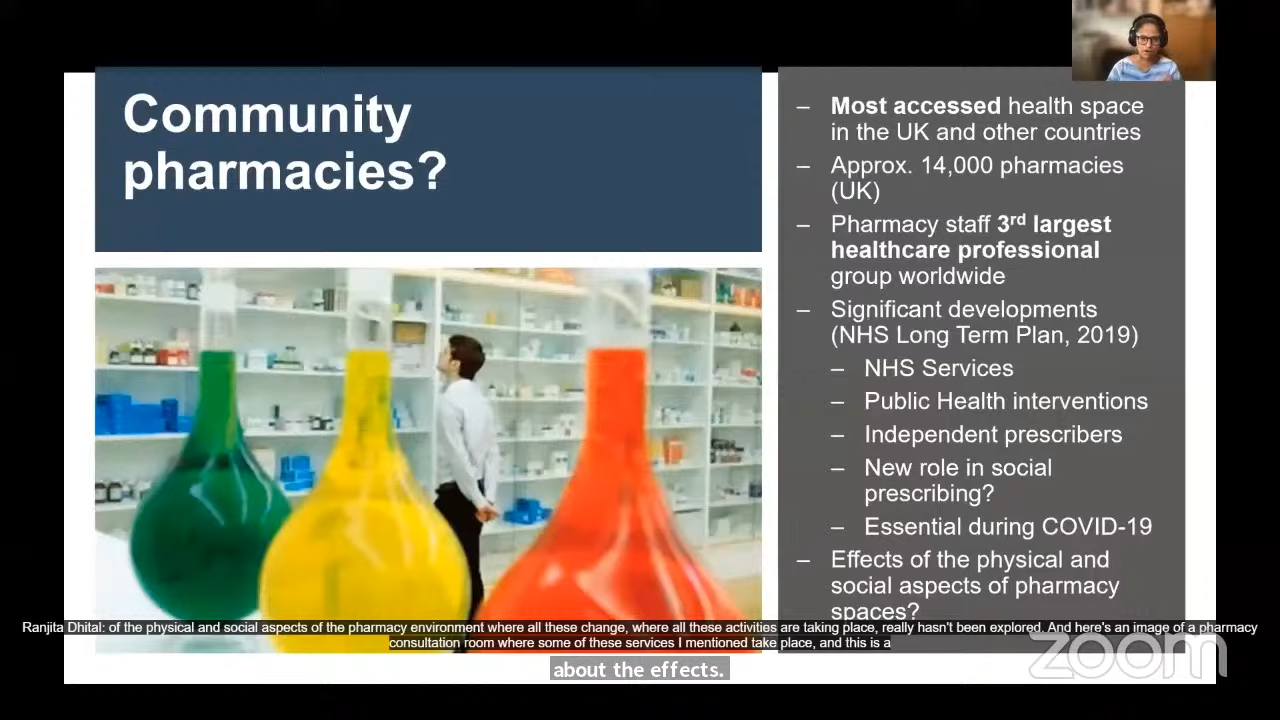 Community
pharmacies?
– Most accessed health space
in the UK and other countries
– Approx. 14,000 pharmacies
(UK)
– Pharmacy staff 3rd largest
healthcare professional
group worldwide
– Significant developments
(NHS Long Term Plan, 2019)
– NHS Services
– Public Health interventions
– Independent prescribers
– New role in social
prescribing?
– Essential during COVID-19
– Effects of the physical and
social aspects of pharmacy
spaces?
Ranjita Dhital: of the physical and social aspects of the pharmacy environment where all these change, where all these activities are taking place, really hasn't been explored. And here's an image of a pharmacy
consultation room where some of these services I mentioned take place, and this is a
about the effects.
zoom